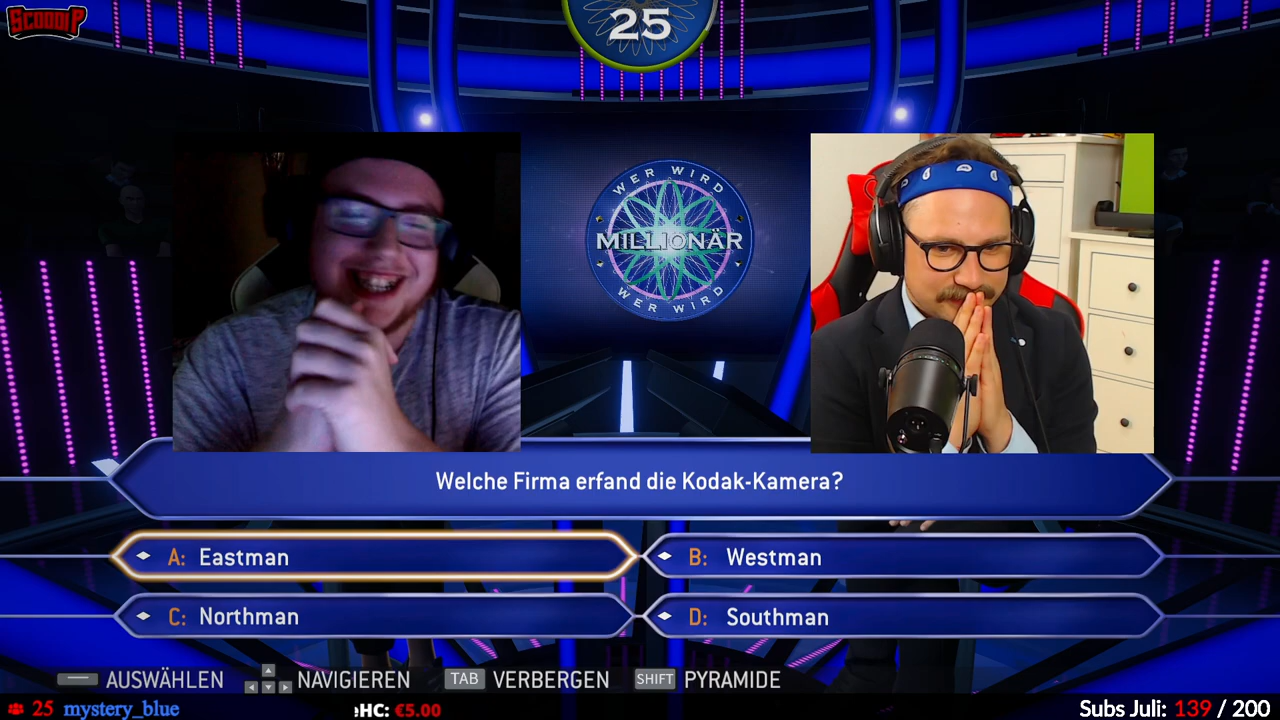 SCOODIP
25
WER WIRD
MILLIONÄR
WER WIRD
Welche Firma erfand die Kodak-Kamera?
A: Eastman
B: Westman
C: Northman
D: Southman
AUSWÄHLEN
NAVIGIEREN
TAB VERBERGEN
SHIFT PYRAMIDE
25 mystery_blue
HC: €5.00
Subs Juli: 139 / 200